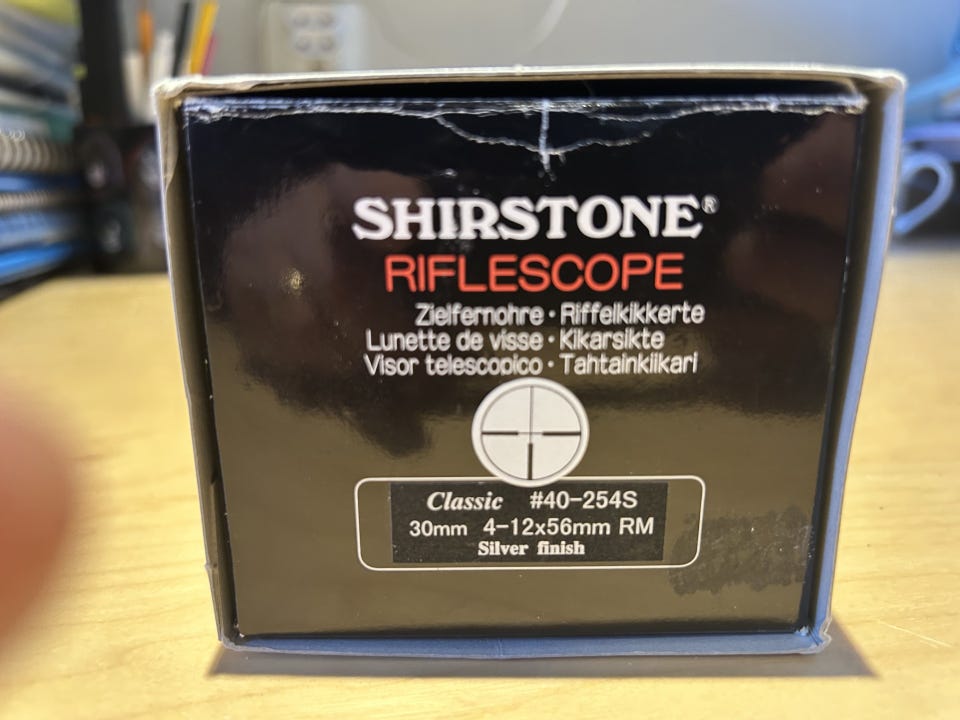 SHIRSTONE®
RIFLESCOPE
Zielfernohre · Riffelkikkerte
Lunette de visse · Kikarsikte
Visor telescopico · Tahtainkiikari
Classic #40-254S
30mm 4-12x56mm RM
Silver finish